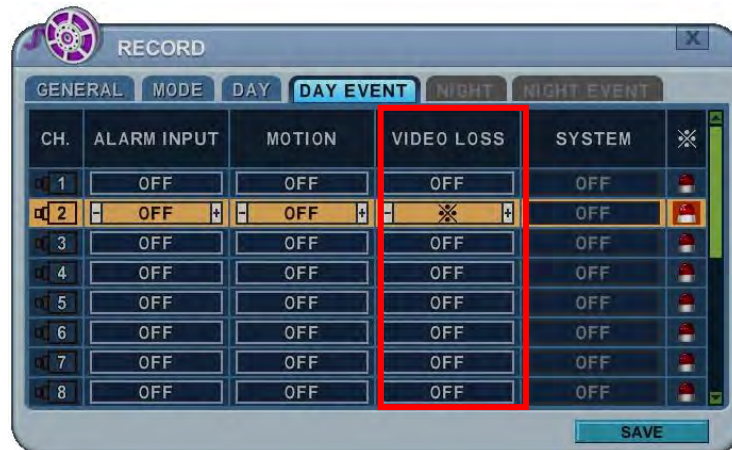 RECORD
X
GENERAL MODE DAY DAY EVENT NIGHT NIGHT EVENT
CH. ALARM INPUT MOTION VIDEO LOSS SYSTEM ※
1 OFF OFF OFF OFF
2 - OFF + - OFF + - ※ + OFF
3 OFF OFF OFF OFF
4 OFF OFF OFF OFF
5 OFF OFF OFF OFF
6 OFF OFF OFF OFF
7 OFF OFF OFF OFF
8 OFF OFF OFF OFF
SAVE